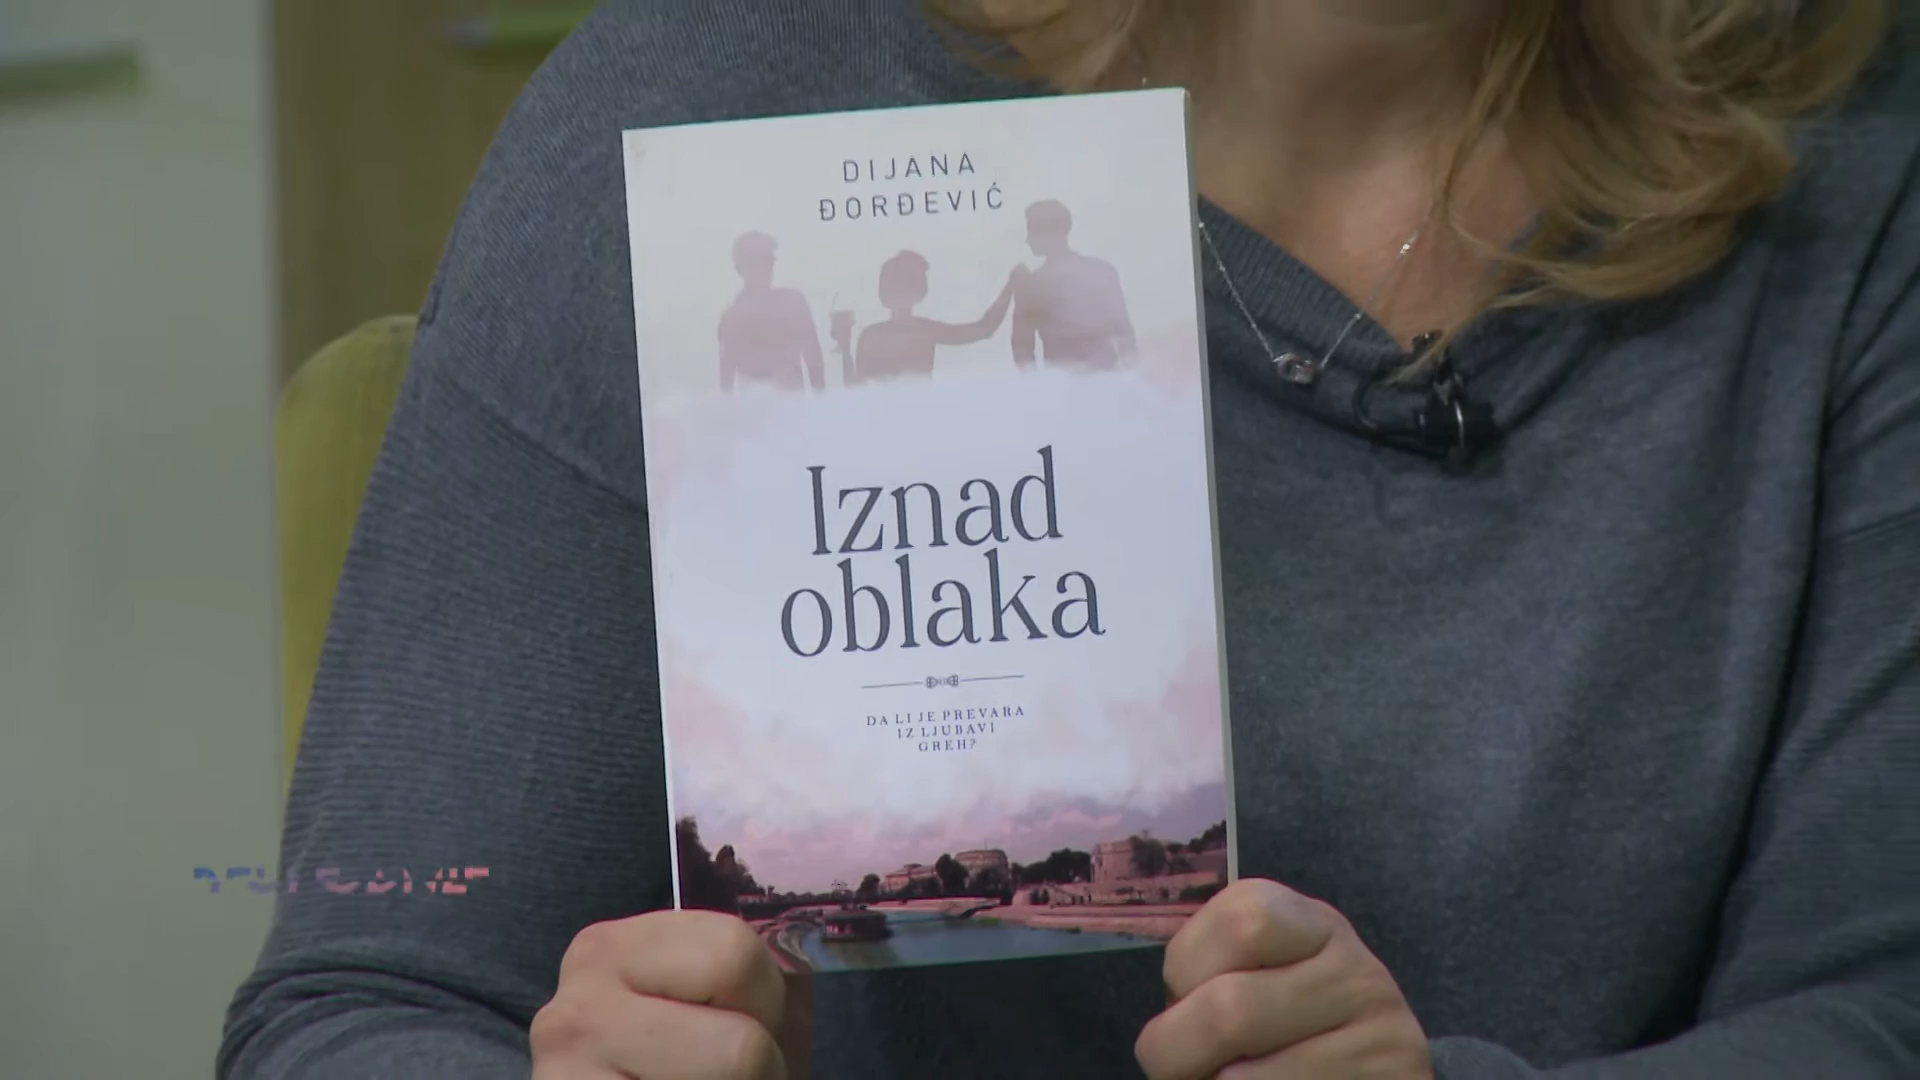 DIJANA
ĐORĐEVIĆ
Iznad
oblaka
DA LI JE PREVARA
IZ LJUBAVI
GREH?